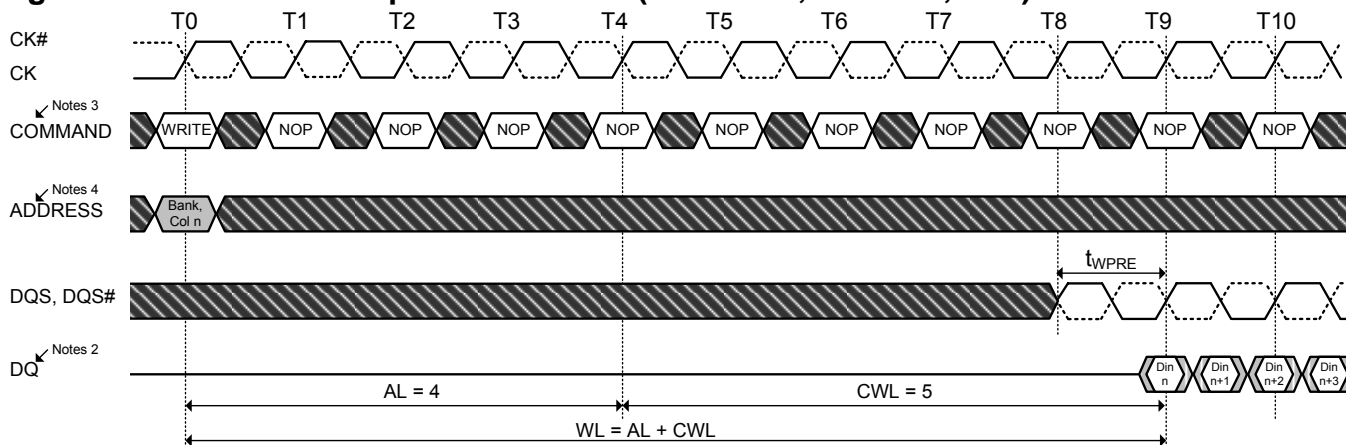 T0 T1 T2 T3 T4 T5 T6 T7 T8 T9 T10
CK#
CK
Notes 3
COMMAND WRITE NOP NOP NOP NOP NOP NOP NOP NOP NOP NOP
Notes 4
ADDRESS Bank, Col n
tWPRE
DQS, DQS#
Notes 2
DQ Din n Din n+1 Din n+2 Din n+3
AL = 4 CWL = 5
WL = AL + CWL